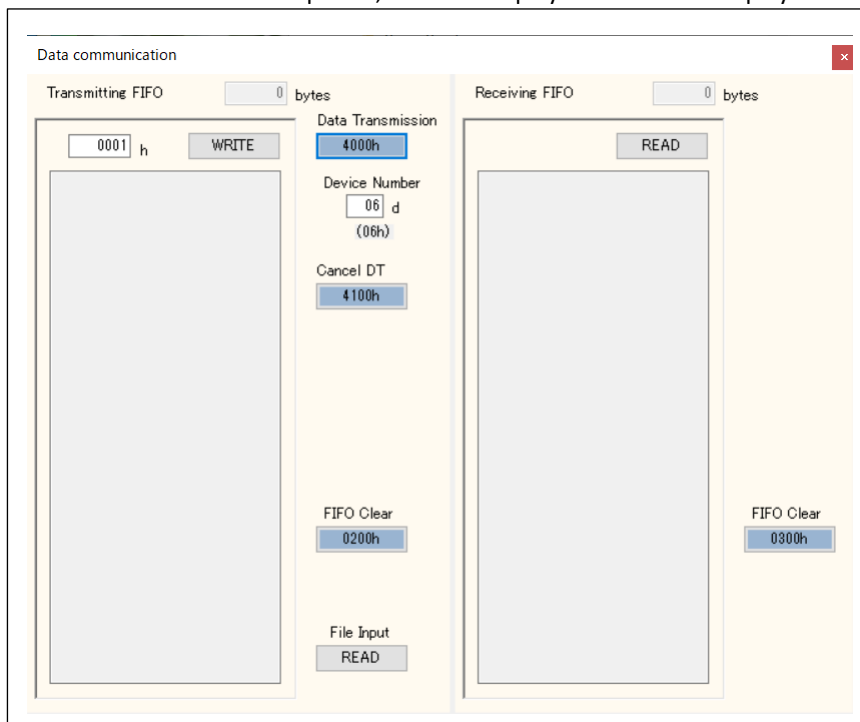 Data communication
Transmitting FIFO 0 bytes
0001 h WRITE
Data Transmission
4000h
Device Number
06 d
(06h)
Cancel DT
4100h
FIFO Clear
0200h
File Input
READ
Receiving FIFO 0 bytes
READ
FIFO Clear
0300h